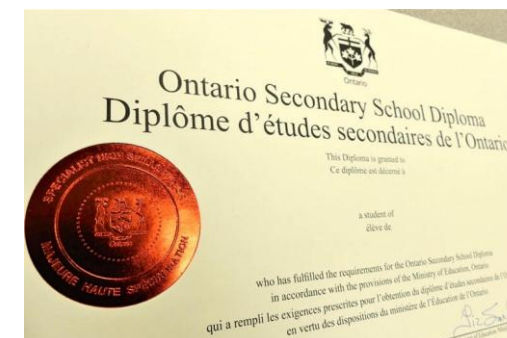 Ontario
Ontario Secondary School Diploma
Diplôme d'études secondaires de l'Ontario
This Diploma is granted to
Ce diplôme est décerné à
a student of
élève de
who has fulfilled the requirements for the Ontario Secondary School Diploma
in accordance with the provisions of the Ministry of Education, Ontario
qui a rempli les exigences prescrites pour l'obtention du diplôme d'études secondaires de l'
en vertu des dispositions du ministère de l'Éducation de l'Ontario
SPECIALIST HIGH SKILLS
Ontario
MAJEURE HAUTE SPÉCIALISATION